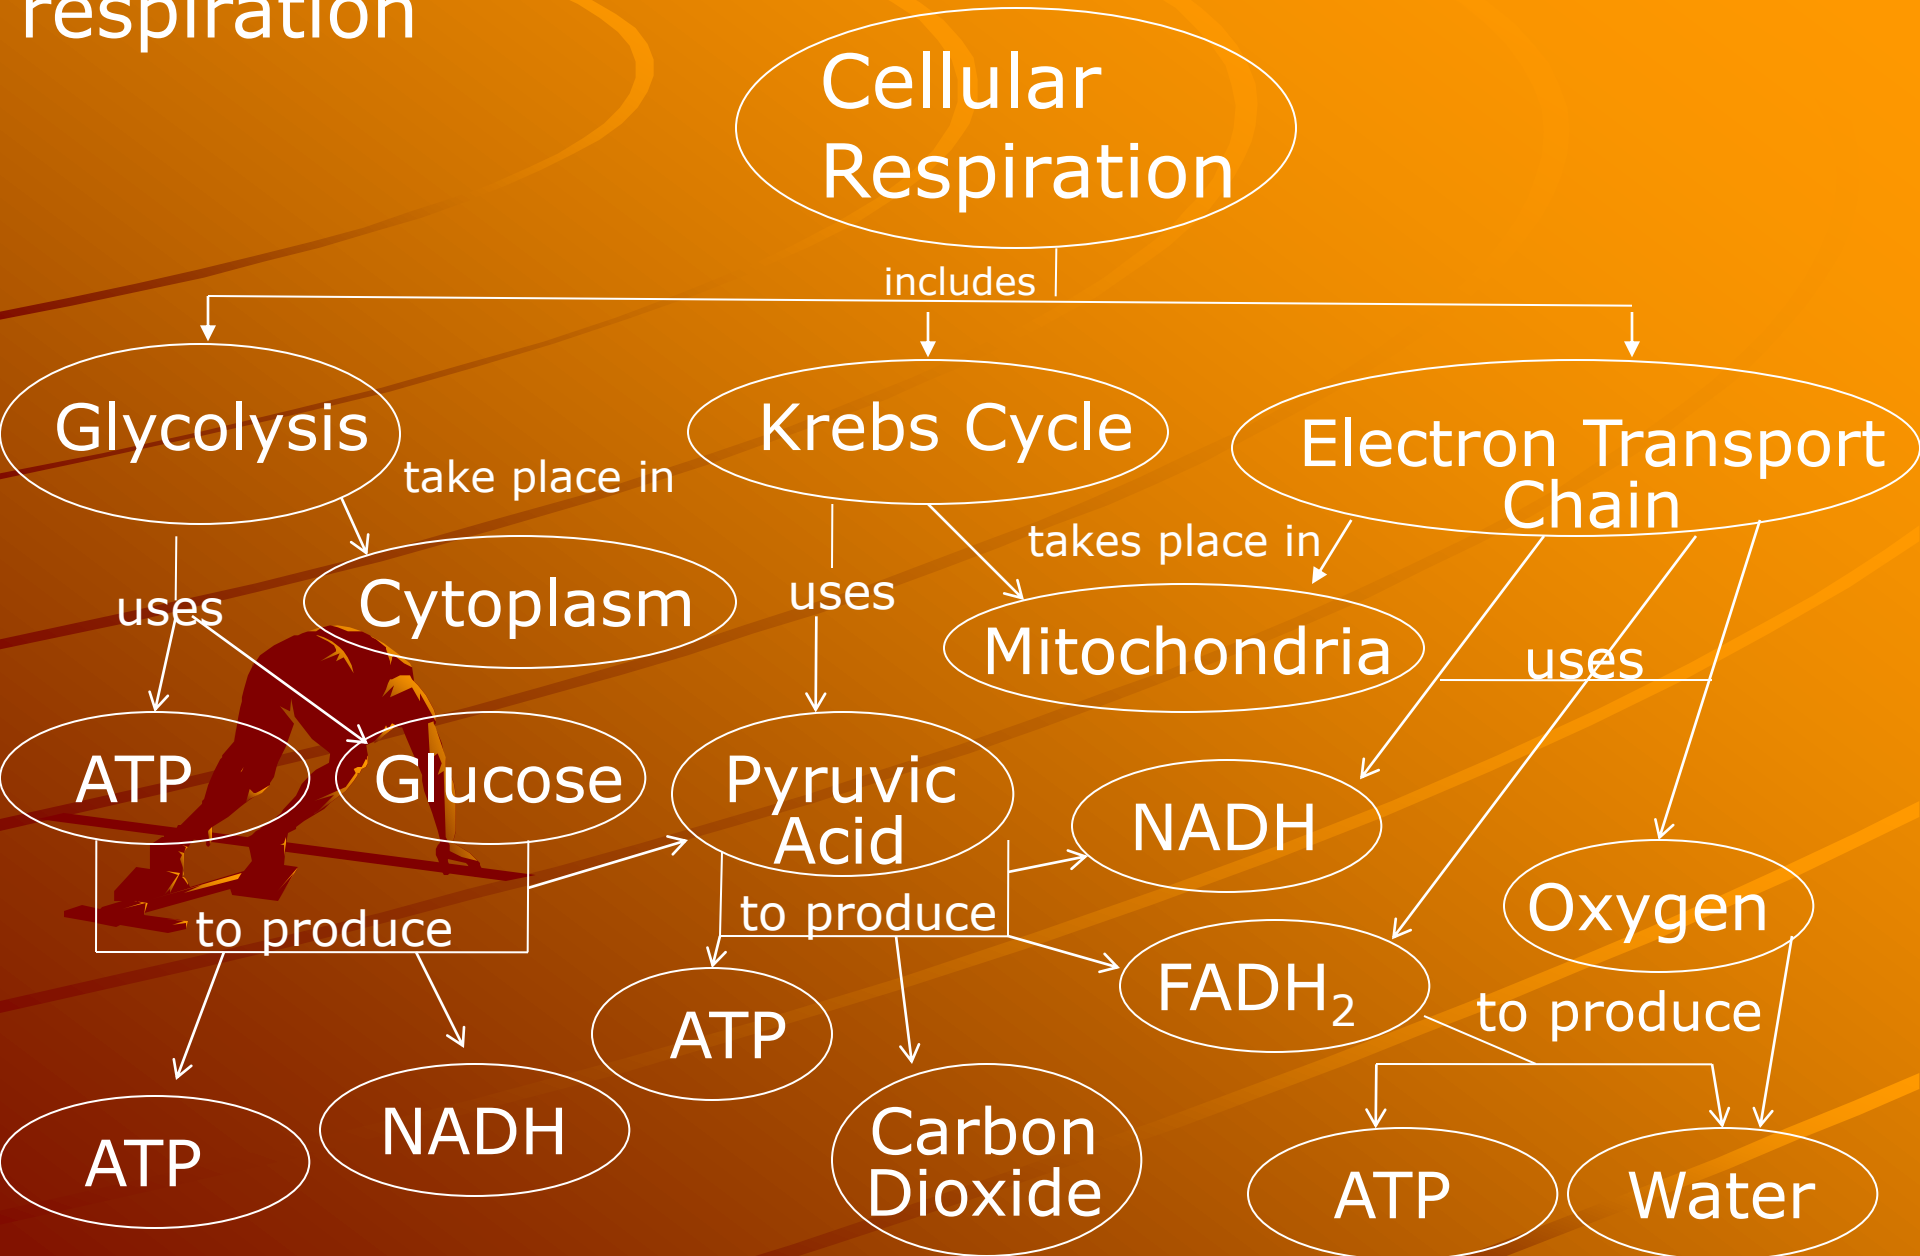 respiration
Cellular
Respiration
includes
Glycolysis
Krebs Cycle
Electron Transport
Chain
take place in
takes place in
uses
Cytoplasm
uses
Mitochondria
uses
ATP
Glucose
Pyruvic
Acid
NADH
Oxygen
to produce
to produce
FADH2
to produce
ATP
NADH
ATP
Carbon
Dioxide
ATP
Water